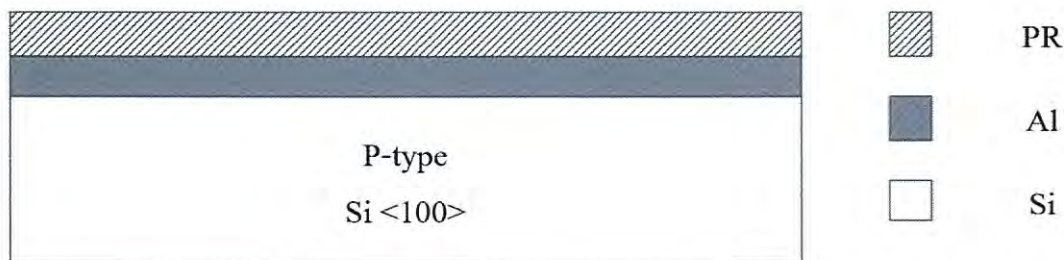 PR
Al
P-type
Si <100>
Si